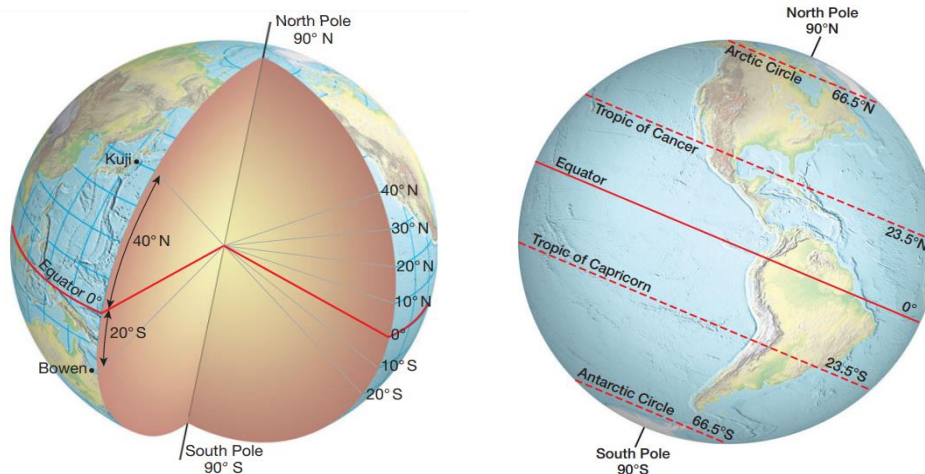 North Pole
90° N
Kuji
40° N
Equator 0°
20° S
Bowen
40° N
30° N
20° N
10° N
0°
10° S
20° S
South Pole
90° S
North Pole
90°N
Arctic Circle
66.5°N
Tropic of Cancer
23.5°N
Equator
0°
Tropic of Capricorn
23.5°S
Antarctic Circle
66.5°S
South Pole
90°S